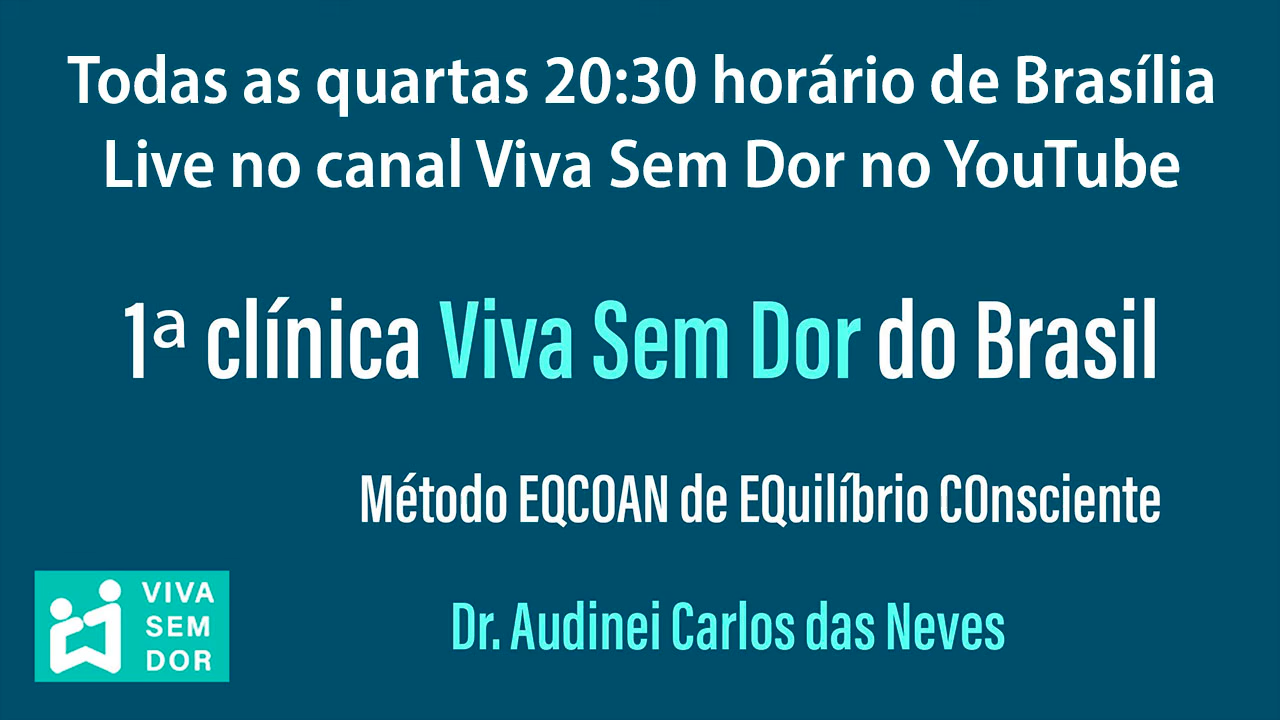 Todas as quartas 20:30 horário de Brasília
Live no canal Viva Sem Dor no YouTube
1ª clínica Viva Sem Dor do Brasil
Método EQCOAN de EQuilíbrio COnsciente
Dr. Audinei Carlos das Neves
VIVA
SEM
DOR